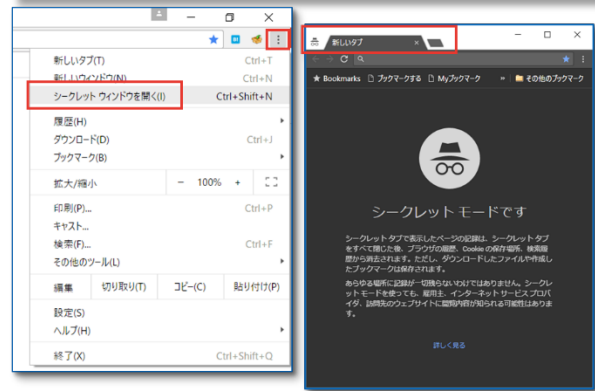 新しいタブ(T) Ctrl+T
新しいウィンドウ(N) Ctrl+N
シークレット ウィンドウを開く(I) Ctrl+Shift+N
履歴(H)
ダウンロード(D) Ctrl+J
ブックマーク(B)
拡大/縮小 − 100% +
印刷(P)... Ctrl+P
キャスト...
検索(F)... Ctrl+F
その他のツール(L)
編集 切り取り(T) コピー(C) 貼り付け(P)
設定(S)
ヘルプ(H)
終了(X) Ctrl+Shift+Q
新しいタブ ×
Bookmarks ブックマークする Myブックマーク » その他のブックマーク
シークレット モードです
シークレット タブで表示したページの記録は、シークレット タブ
をすべて閉じた後、ブラウザの履歴、Cookie の保存場所、検索履
歴から消去されます。ただし、ダウンロードしたファイルや作成し
たブックマークは保存されます。
あらゆる場所に記録が一切残らないわけではありません。シークレ
ット モードを使っても、雇用主、インターネット サービス プロバ
イダ、訪問先のウェブサイトに閲覧内容が知られる可能性はありま
す。
詳しく見る